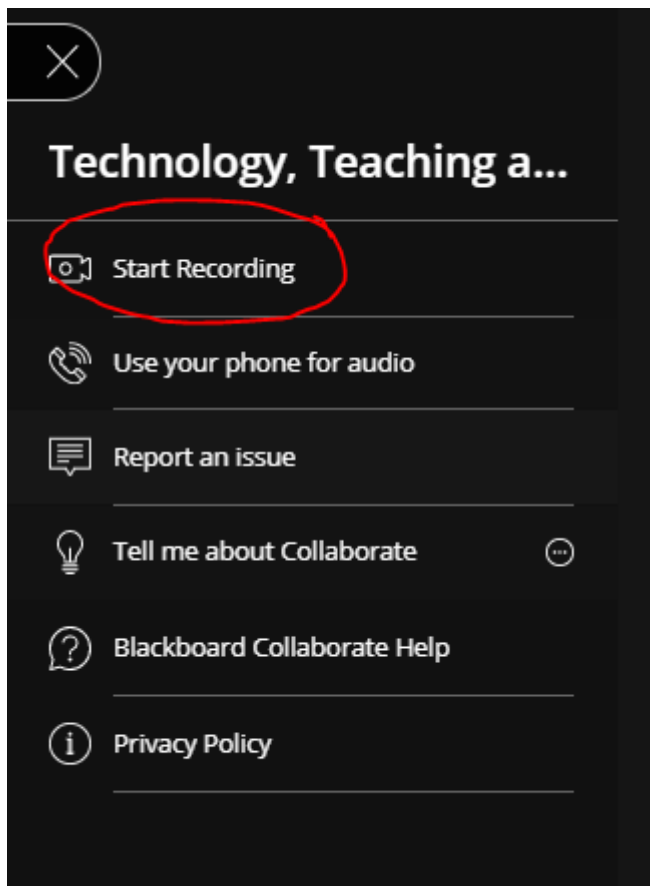 Technology, Teaching a...
Start Recording
Use your phone for audio
Report an issue
Tell me about Collaborate
Blackboard Collaborate Help
Privacy Policy